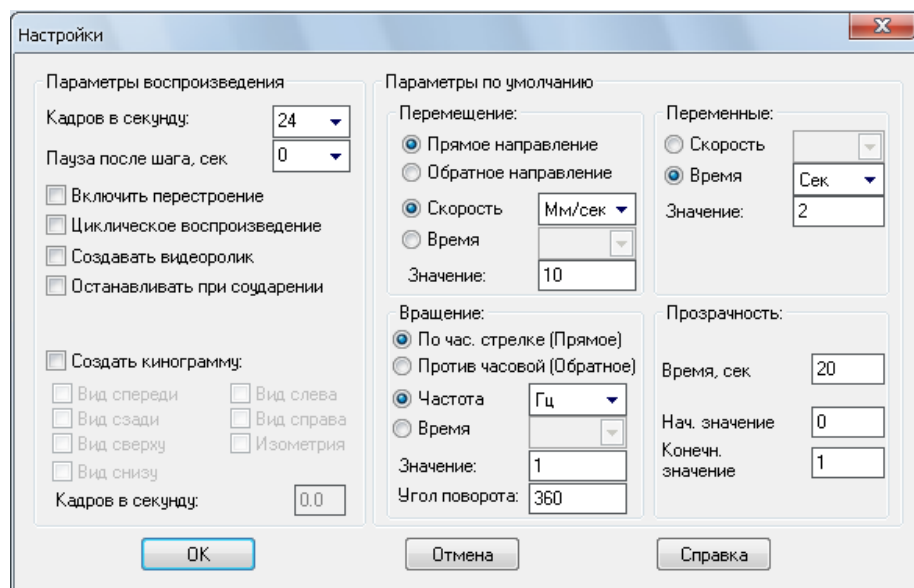 Настройки
Параметры воспроизведения
Кадров в секунду: 24
Пауза после шага, сек 0
Включить перестроение
Циклическое воспроизведение
Создавать видеоролик
Останавливать при соударении
Создать кинограмму:
Вид спереди Вид слева
Вид сзади Вид справа
Вид сверху Изометрия
Вид снизу
Кадров в секунду: 0.0
Параметры по умолчанию
Перемещение:
Прямое направление
Обратное направление
Скорость Мм/сек
Время
Значение: 10
Переменные:
Скорость
Время Сек
Значение: 2
Вращение:
По час. стрелке (Прямое)
Против часовой (Обратное)
Частота Гц
Время
Значение: 1
Угол поворота: 360
Прозрачность:
Время, сек 20
Нач. значение 0
Конечн.
значение 1
OK Отмена Справка